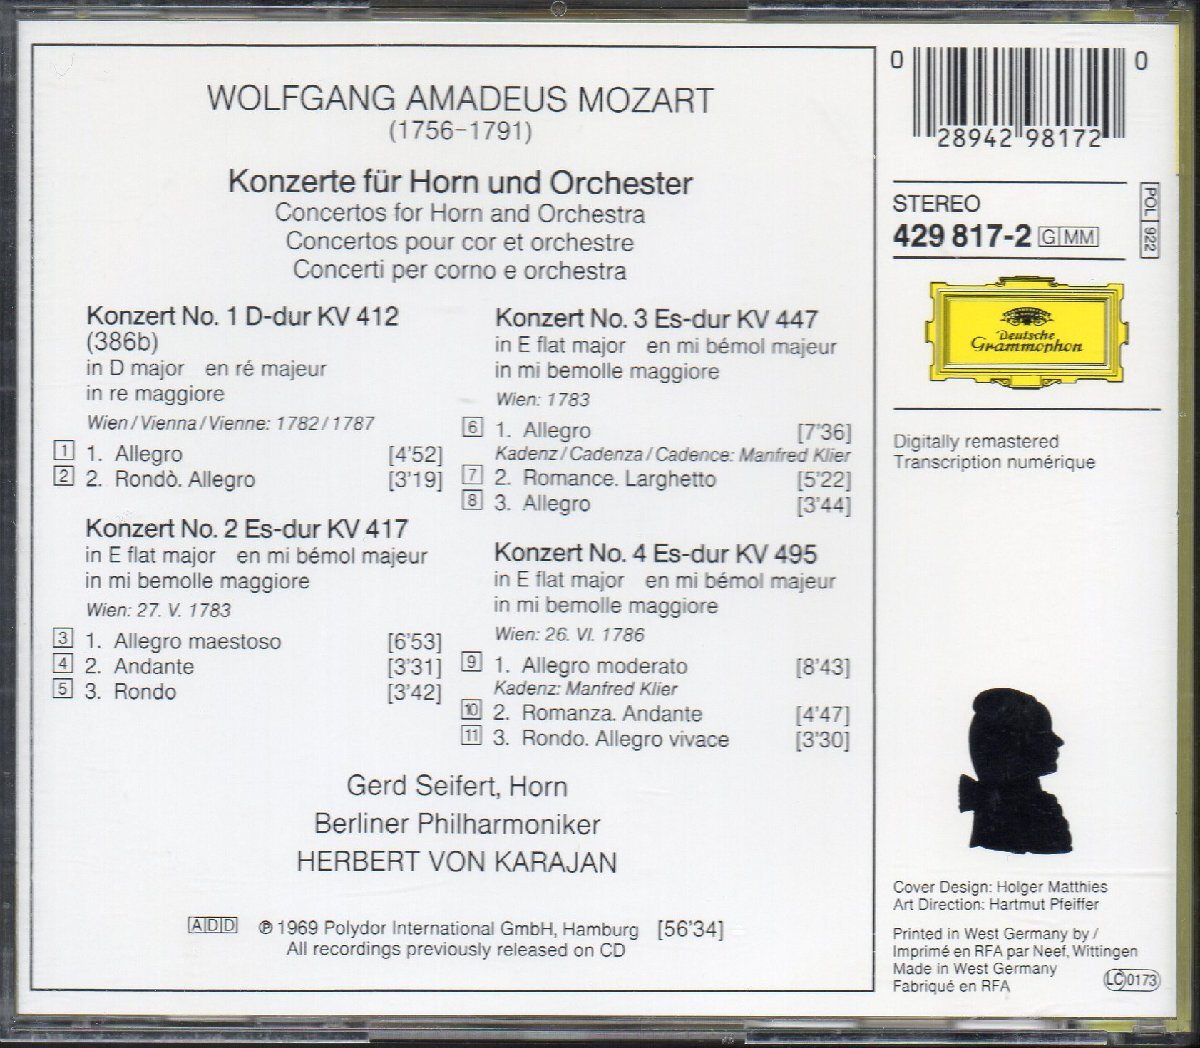 WOLFGANG AMADEUS MOZART
(1756–1791)
Konzerte für Horn und Orchester
Concertos for Horn and Orchestra
Concertos pour cor et orchestre
Concerti per corno e orchestra
Konzert No. 1 D-dur KV 412
(386b)
in D major en ré majeur
in re maggiore
Wien/Vienna/Vienne: 1782/1787
1 1. Allegro [4'52]
2 2. Rondò. Allegro [3'19]
Konzert No. 2 Es-dur KV 417
in E flat major en mi bémol majeur
in mi bemolle maggiore
Wien: 27. V. 1783
3 1. Allegro maestoso [6'53]
4 2. Andante [3'31]
5 3. Rondo [3'42]
Konzert No. 3 Es-dur KV 447
in E flat major en mi bémol majeur
in mi bemolle maggiore
Wien: 1783
6 1. Allegro [7'36]
Kadenz/Cadenza/Cadence: Manfred Klier
7 2. Romance. Larghetto [5'22]
8 3. Allegro [3'44]
Konzert No. 4 Es-dur KV 495
in E flat major en mi bémol majeur
in mi bemolle maggiore
Wien: 26. VI. 1786
9 1. Allegro moderato [8'43]
Kadenz: Manfred Klier
10 2. Romanza. Andante [4'47]
11 3. Rondo. Allegro vivace [3'30]
Gerd Seifert, Horn
Berliner Philharmoniker
HERBERT VON KARAJAN
ADD ℗ 1969 Polydor International GmbH, Hamburg [56'34]
All recordings previously released on CD
0 28942 98172 0
STEREO
429 817-2 G MM
POL 922
Deutsche
Grammophon
Digitally remastered
Transcription numérique
Cover Design: Holger Matthies
Art Direction: Hartmut Pfeiffer
Printed in West Germany by /
Imprimé en RFA par Neef, Wittingen
Made in West Germany
Fabriqué en RFA
LC 0173